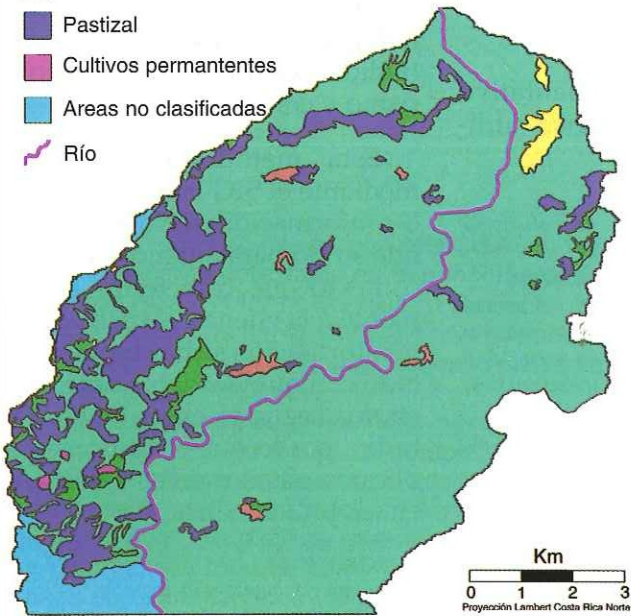 Pastizal
Cultivos permantentes
Areas no clasificadas
Río
Km
0 1 2 3
Proyección Lambert Costa Rica Norte